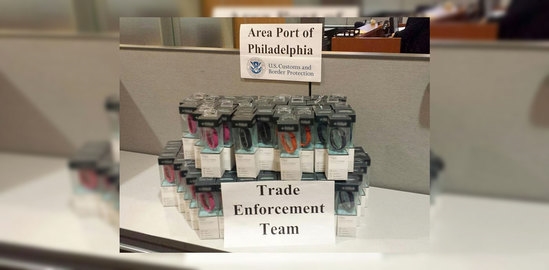 Area Port of
Philadelphia
U.S. Customs and
Border Protection
Trade
Enforcement
Team